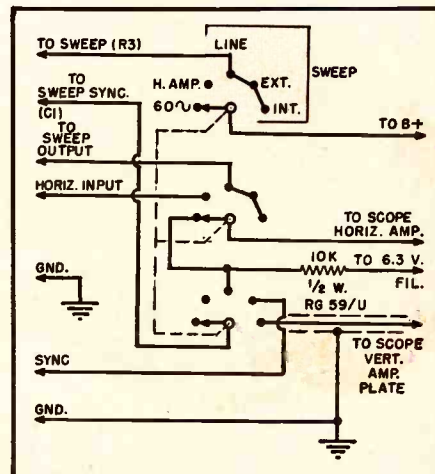 TO SWEEP (R3)
LINE
SWEEP
H. AMP.
EXT.
60~
INT.
TO
SWEEP SYNC.
(C1)
TO B+
TO
SWEEP
OUTPUT
HORIZ. INPUT
TO SCOPE
HORIZ. AMP.
10K
TO 6.3 V.
FIL.
1/2 W.
RG 59/U
GND.
TO SCOPE
VERT.
AMP.
PLATE
SYNC
GND.